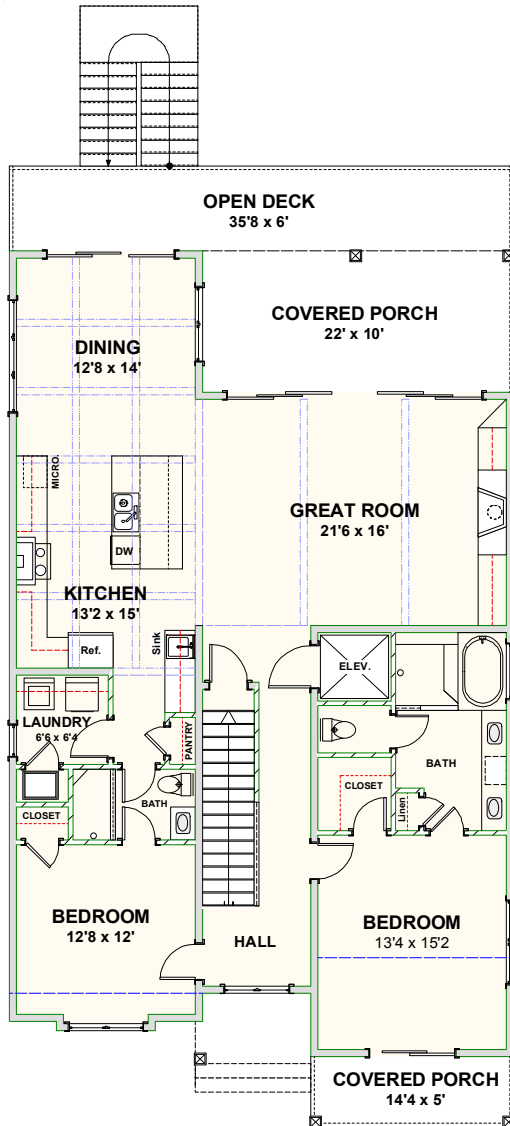 OPEN DECK
35'8 x 6'
COVERED PORCH
22' x 10'
DINING
12'8 x 14'
MICRO.
GREAT ROOM
21'6 x 16'
DW
KITCHEN
13'2 x 15'
Ref.
Sink
ELEV.
LAUNDRY
6'6 x 6'4
PANTRY
BATH
CLOSET
Linen
BATH
CLOSET
BEDROOM
12'8 x 12'
HALL
BEDROOM
13'4 x 15'2
COVERED PORCH
14'4 x 5'